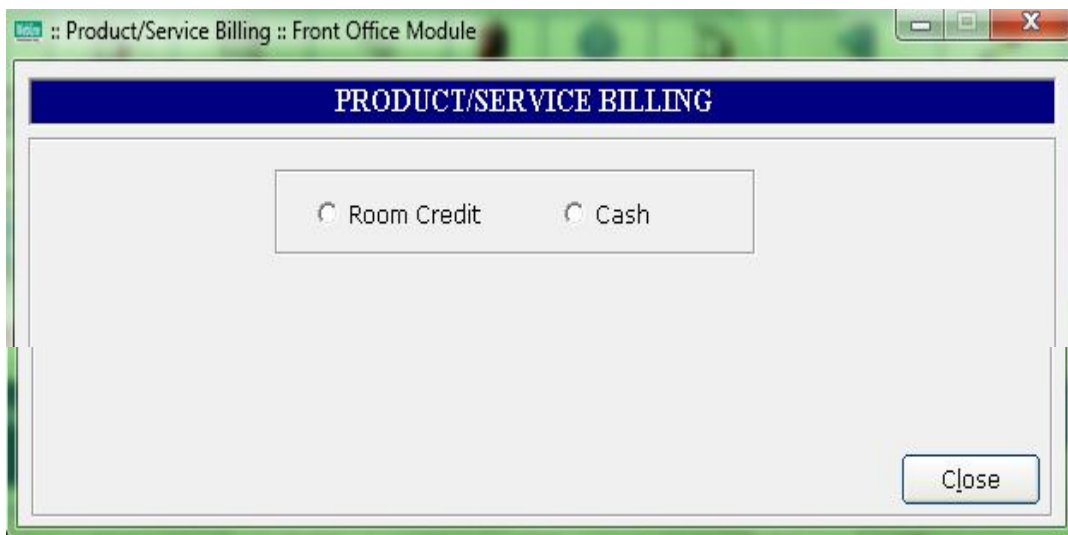 :: Product/Service Billing :: Front Office Module
PRODUCT/SERVICE BILLING
Room Credit Cash
Close